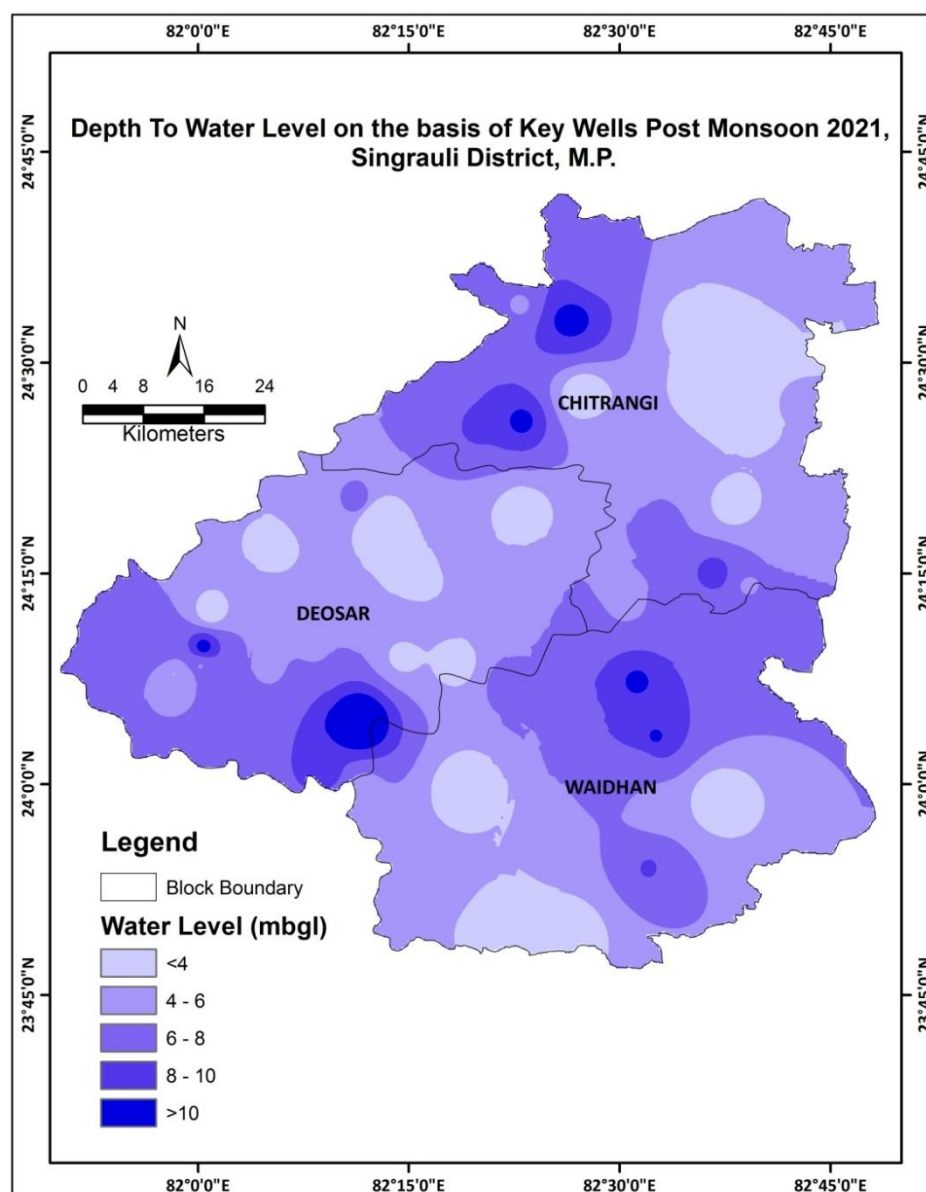 82°0'0"E 82°15'0"E 82°30'0"E 82°45'0"E
Depth To Water Level on the basis of Key Wells Post Monsoon 2021,
Singrauli District, M.P.
24°45'0"N
24°45'0"N
N
0 4 8 16 24
Kilometers
24°30'0"N
24°30'0"N
CHITRANGI
24°15'0"N
24°15'0"N
DEOSAR
24°0'0"N
24°0'0"N
WAIDHAN
Legend
Block Boundary
Water Level (mbgl)
<4
4 - 6
6 - 8
8 - 10
>10
23°45'0"N
23°45'0"N
82°0'0"E 82°15'0"E 82°30'0"E 82°45'0"E